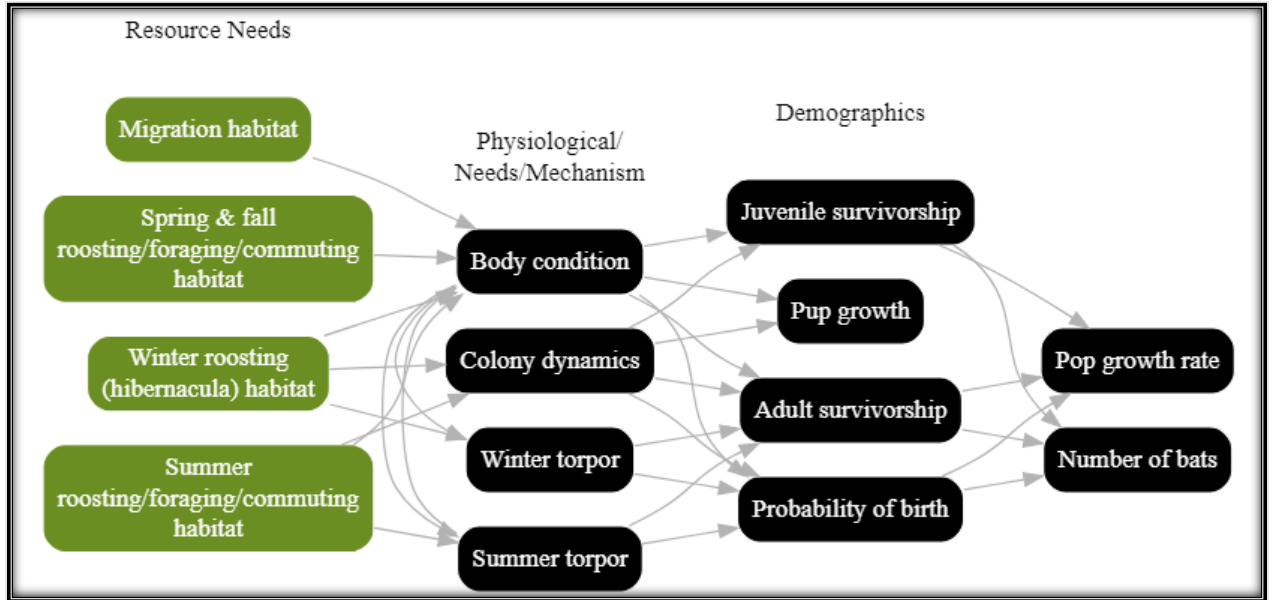 Resource Needs
Migration habitat
Spring & fall
roosting/foraging/commuting
habitat
Winter roosting
(hibernacula) habitat
Summer
roosting/foraging/commuting
habitat
Physiological/
Needs/Mechanism
Body condition
Colony dynamics
Winter torpor
Summer torpor
Demographics
Juvenile survivorship
Pup growth
Adult survivorship
Probability of birth
Pop growth rate
Number of bats